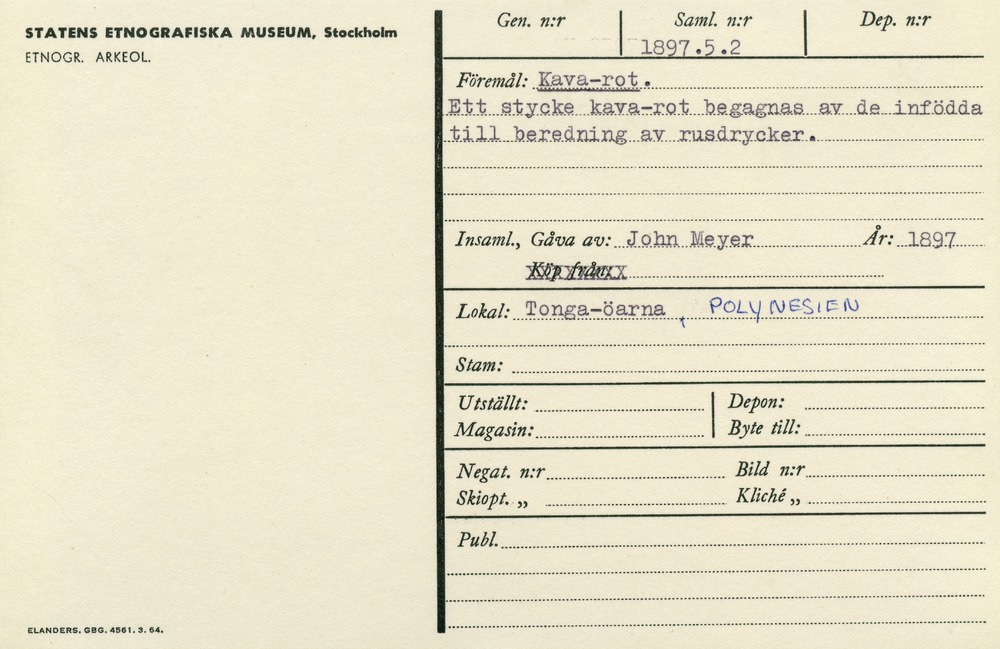 STATENS ETNOGRAFISKA MUSEUM, Stockholm
ETNOGR. ARKEOL.
Gen. n:r
Saml. n:r
Dep. n:r
1897.5.2
Föremål: Kava-rot.
Ett stycke kava-rot begagnas av de infödda
till beredning av rusdrycker.
Insaml., Gåva av: John Meyer År: 1897
Köp från:
Lokal: Tonga-öarna, POLYNESIEN
Stam:
Utställt: Depon:
Magasin: Byte till:
Negat. n:r Bild n:r
Skiopt. „ Kliché „
Publ.
ELANDERS. GBG. 4561. 3. 64.